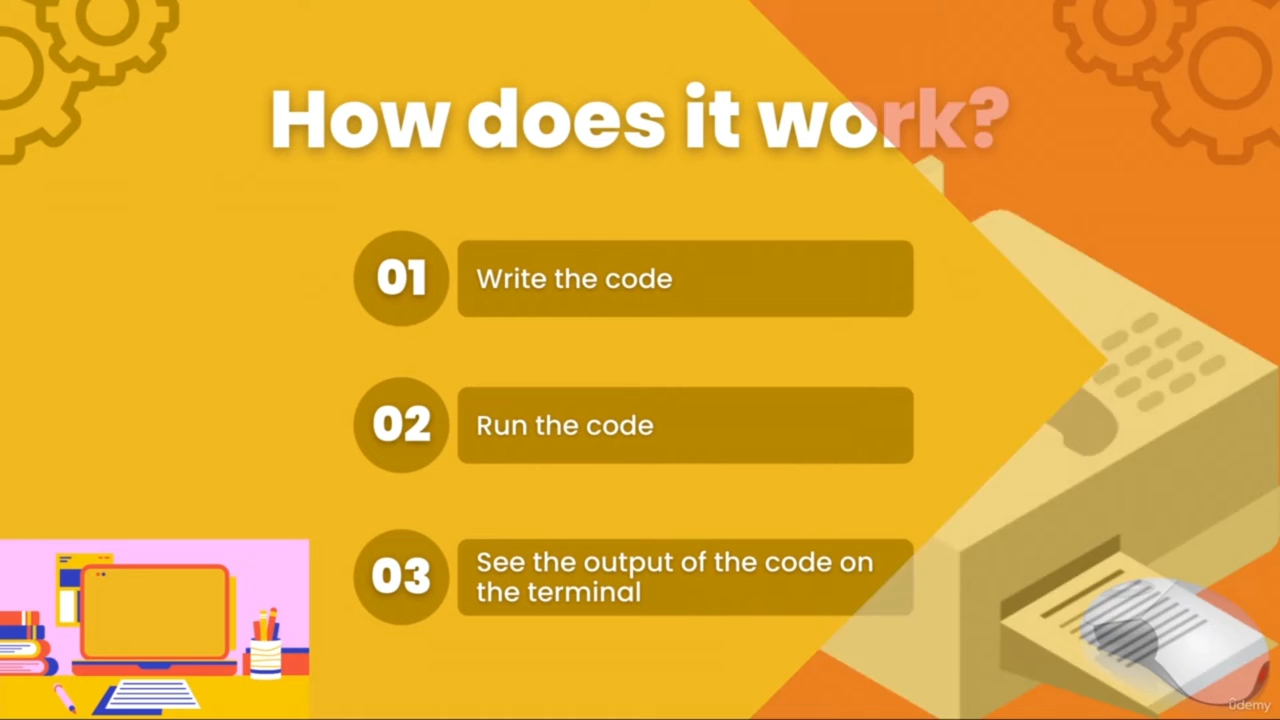 How does it work?
01
Write the code
02
Run the code
03
See the output of the code on
the terminal
ûdemy